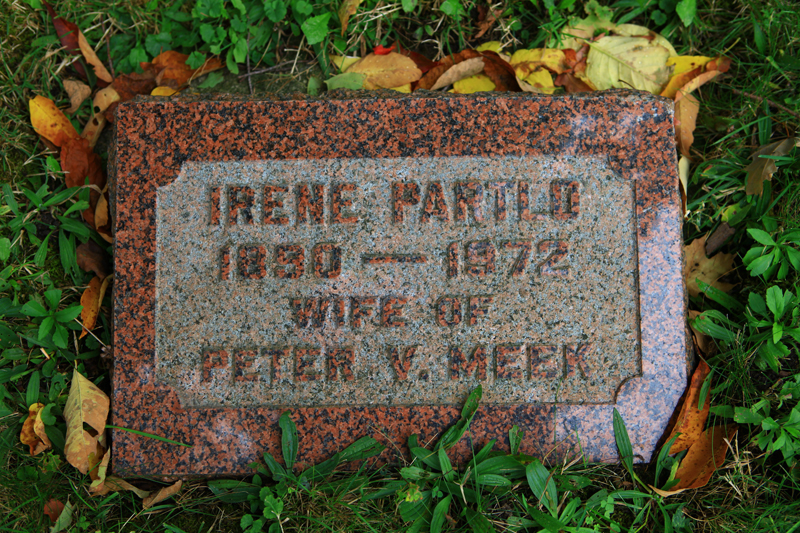 IRENE PARTLO
1890 — 1972
WIFE OF
PETER V. MEEK